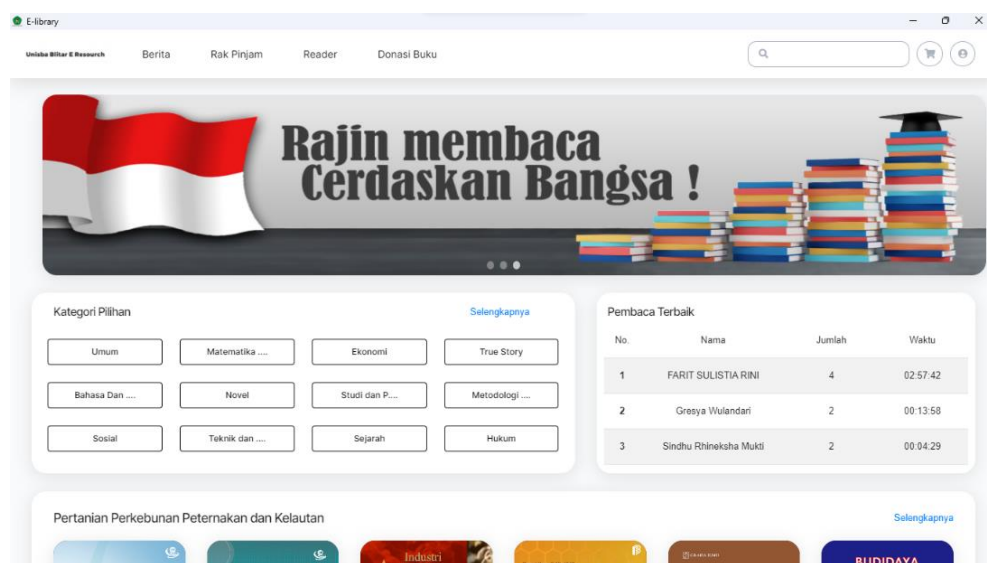 E-library
Unisba Blitar E Resourch
Berita
Rak Pinjam
Reader
Donasi Buku
Rajin membaca
Cerdaskan Bangsa !
Kategori Pilihan
Selengkapnya
Umum
Matematika ....
Ekonomi
True Story
Bahasa Dan ....
Novel
Studi dan P....
Metodologi ....
Sosial
Teknik dan ....
Sejarah
Hukum
Pembaca Terbaik
No. Nama Jumlah Waktu
1 FARIT SULISTIA RINI 4 02:57:42
2 Gresya Wulandari 2 00:13:58
3 Sindhu Rhineksha Mukti 2 00:04:29
Pertanian Perkebunan Peternakan dan Kelautan
Selengkapnya
Industri
BUDIDAYA